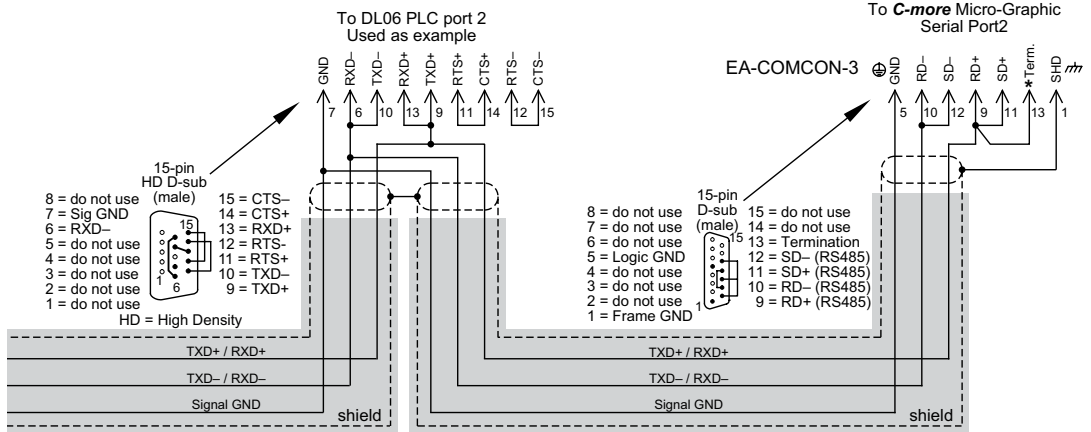 To DL06 PLC port 2
Used as example
GND
RXD–
TXD–
RXD+
TXD+
RTS+
CTS+
RTS–
CTS–
7
6
10
13
9
11
14
12
15
15-pin
HD D-sub
(male)
8 = do not use
7 = Sig GND
6 = RXD–
5 = do not use
4 = do not use
3 = do not use
2 = do not use
1 = do not use
15
1
6
15 = CTS–
14 = CTS+
13 = RXD+
12 = RTS-
11 = RTS+
10 = TXD–
9 = TXD+
HD = High Density
To C-more Micro-Graphic
Serial Port2
EA-COMCON-3
GND
RD–
SD–
RD+
SD+
*Term.
SHD
5
10
12
9
11
13
1
15-pin
D-sub
(male)
8 = do not use
7 = do not use
6 = do not use
5 = Logic GND
4 = do not use
3 = do not use
2 = do not use
1 = Frame GND
15
1
15 = do not use
14 = do not use
13 = Termination
12 = SD– (RS485)
11 = SD+ (RS485)
10 = RD– (RS485)
9 = RD+ (RS485)
TXD+ / RXD+
TXD– / RXD–
Signal GND
shield
TXD+ / RXD+
TXD– / RXD–
Signal GND
shield